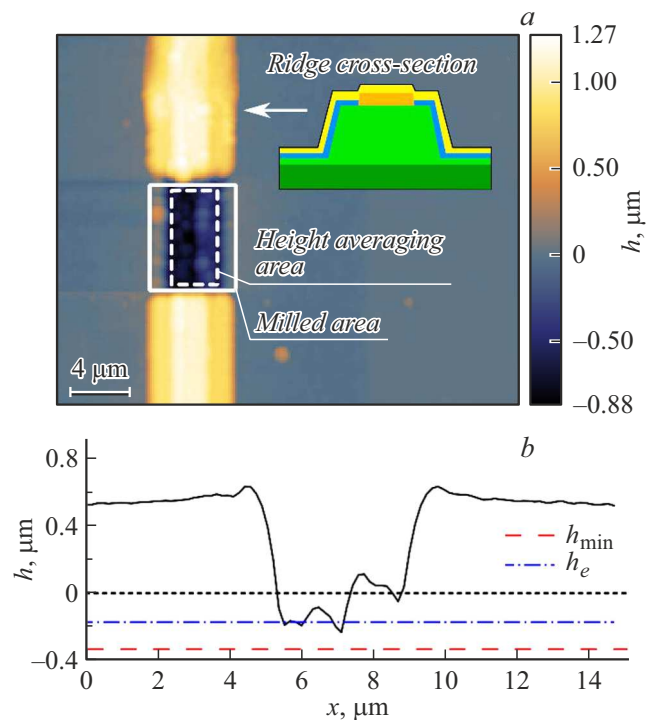 a
Ridge cross-section
Height averaging
area
Milled area
4 μm
1.27
1.00
0.50
0
−0.50
−0.88
h, μm
b
0.8
0.4
0
−0.4
h, μm
h_min
h_e
0 2 4 6 8 10 12 14
x, μm